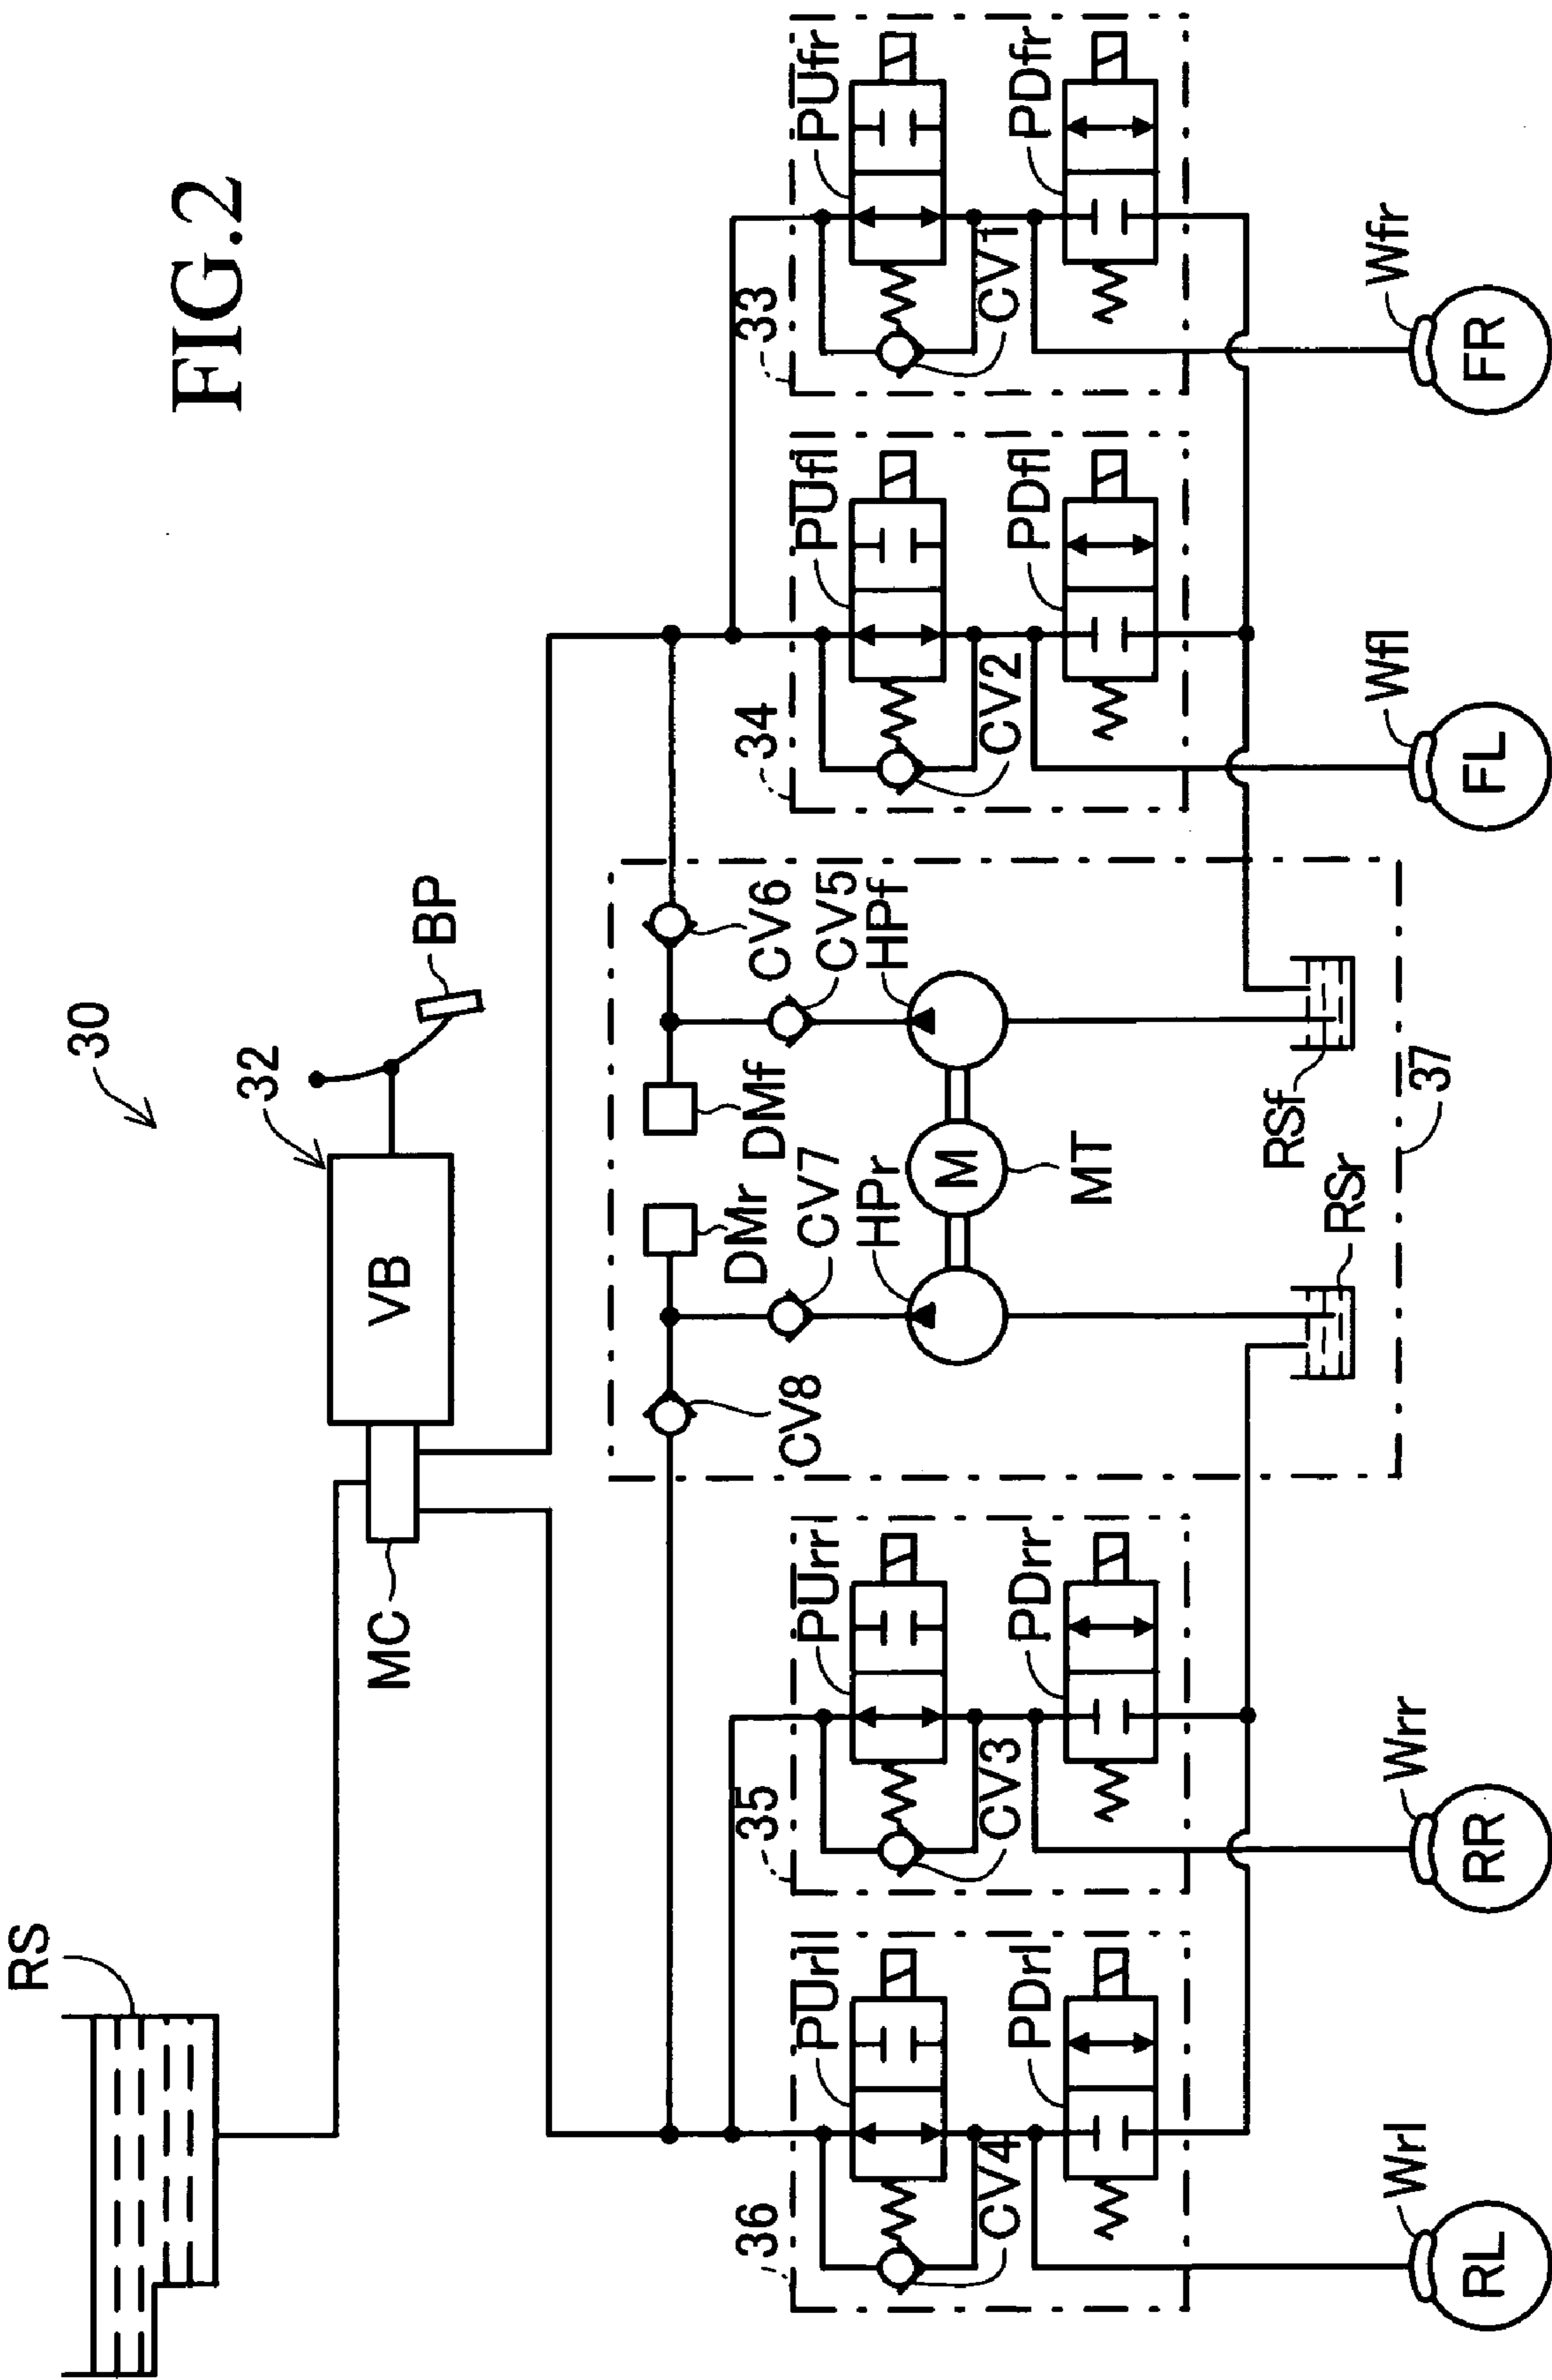 FIG.2
30
RS
32
BP
VB
MC
36
PUrl
CV4
PDrl
35
PUrr
CV3
PDrr
CV8
DMr
CV7
HPr
DMf
CV6
CV5
HPf
M
MT
34
PUfl
CV2
PDfl
33
PUfr
CV1
PDfr
RSr
RSf
37
Wrl
RL
Wrr
RR
Wfl
FL
Wfr
FR